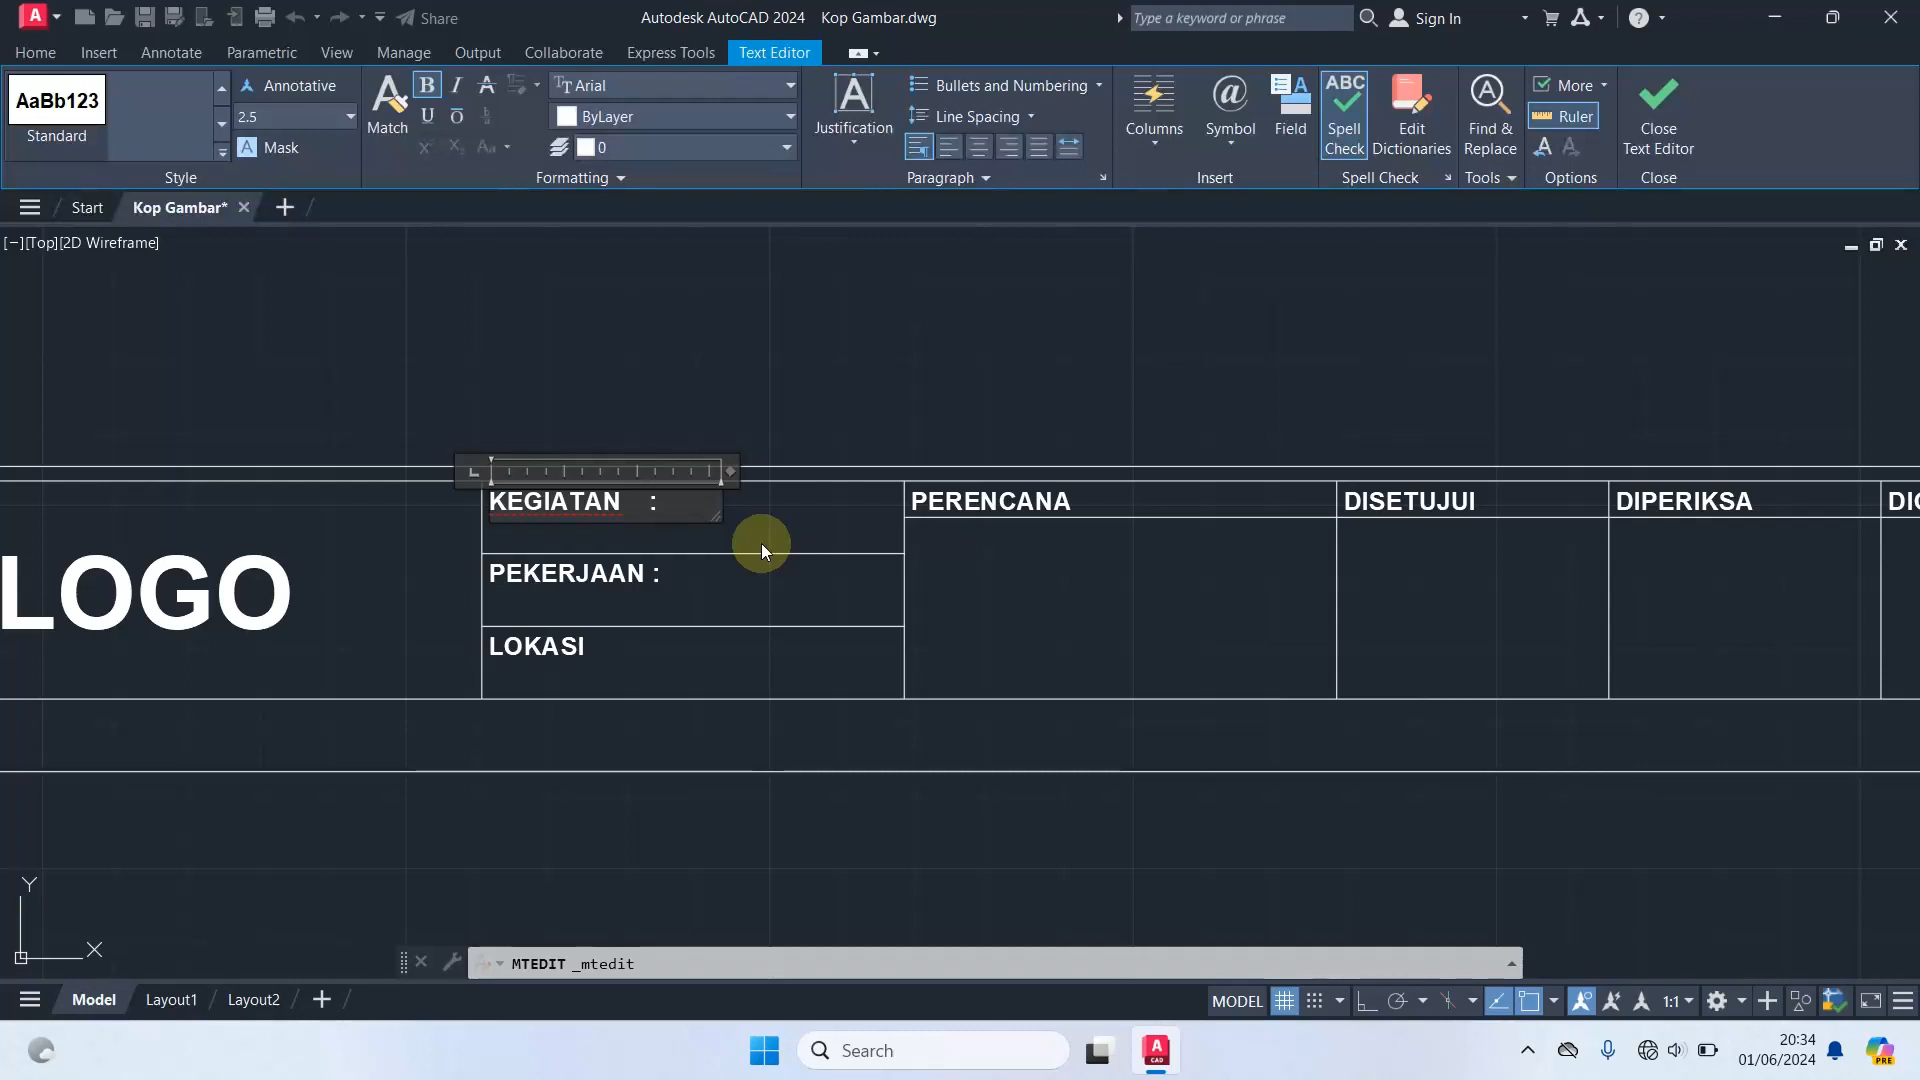 Share
Autodesk AutoCAD 2024 Kop Gambar.dwg
Type a keyword or phrase
Sign In
Home Insert Annotate Parametric View Manage Output Collaborate Express Tools Text Editor
AaBb123
Standard
Annotative
2.5
Mask
Style
Match
Arial
ByLayer
0
Formatting
Justification
Bullets and Numbering
Line Spacing
Paragraph
Columns
Symbol
Field
Insert
ABC
Spell Check
Edit Dictionaries
Spell Check
Find & Replace
Tools
More
Ruler
Options
Close Text Editor
Close
Start
Kop Gambar*
[−][Top][2D Wireframe]
KEGIATAN :
PERENCANA
DISETUJUI
DIPERIKSA
LOGO
PEKERJAAN :
LOKASI
Y
X
MTEDIT _mtedit
Model Layout1 Layout2
MODEL
1:1
Search
20:34
01/06/2024